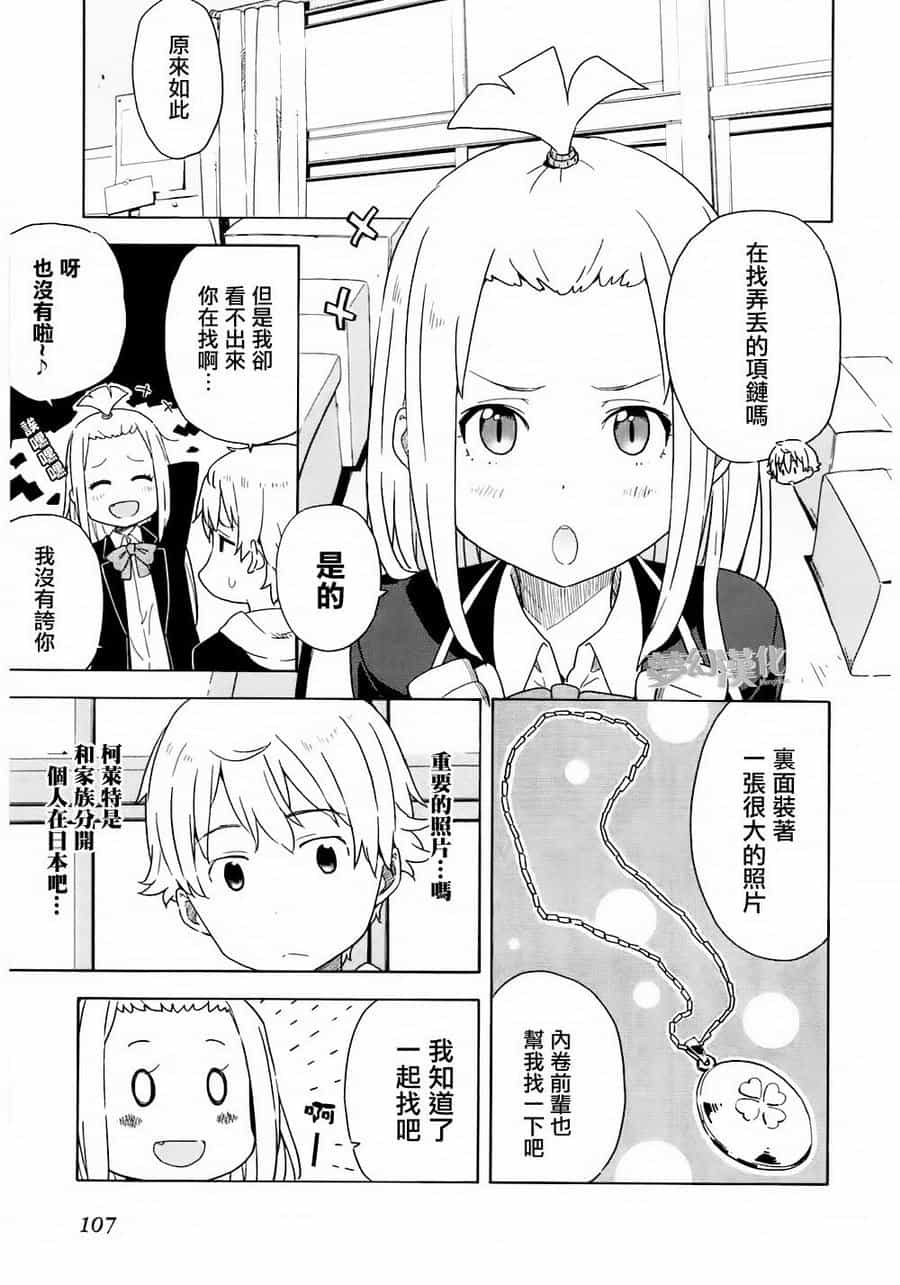 原來如此
在找弄丟的項鏈嗎
是的
但是我卻
看不出來
你在找啊…
呀
也沒有啦~♪
誒嘿嘿嘿
我沒有誇你
夢幻漢化
裏面裝著
一張很大的照片
內卷前輩也
幫我找一下吧
重要的照片…嗎
柯萊特是
和家族分開
一個人在日本吧…
我知道了
一起找吧
啊—
107